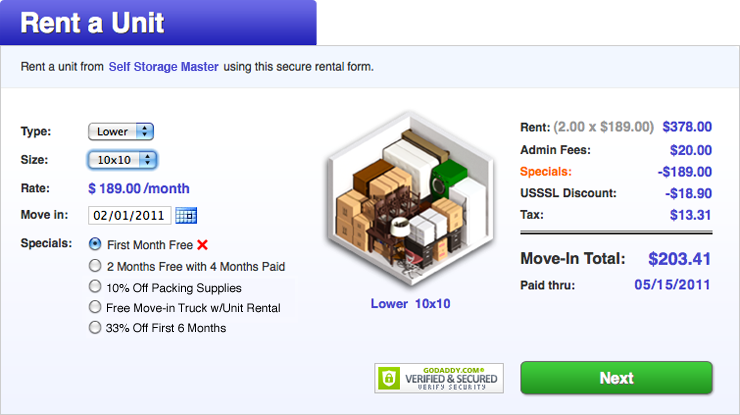 Rent a Unit
Rent a unit from Self Storage Master using this secure rental form.
Type: Lower
Size: 10x10
Rate: $ 189.00 /month
Move in: 02/01/2011
Specials: First Month Free
2 Months Free with 4 Months Paid
10% Off Packing Supplies
Free Move-in Truck w/Unit Rental
33% Off First 6 Months
Lower 10x10
Rent: (2.00 x $189.00) $378.00
Admin Fees: $20.00
Specials: -$189.00
USSSL Discount: -$18.90
Tax: $13.31
Move-In Total: $203.41
Paid thru: 05/15/2011
GODADDY.COM®
VERIFIED & SECURED
VERIFY SECURITY
Next